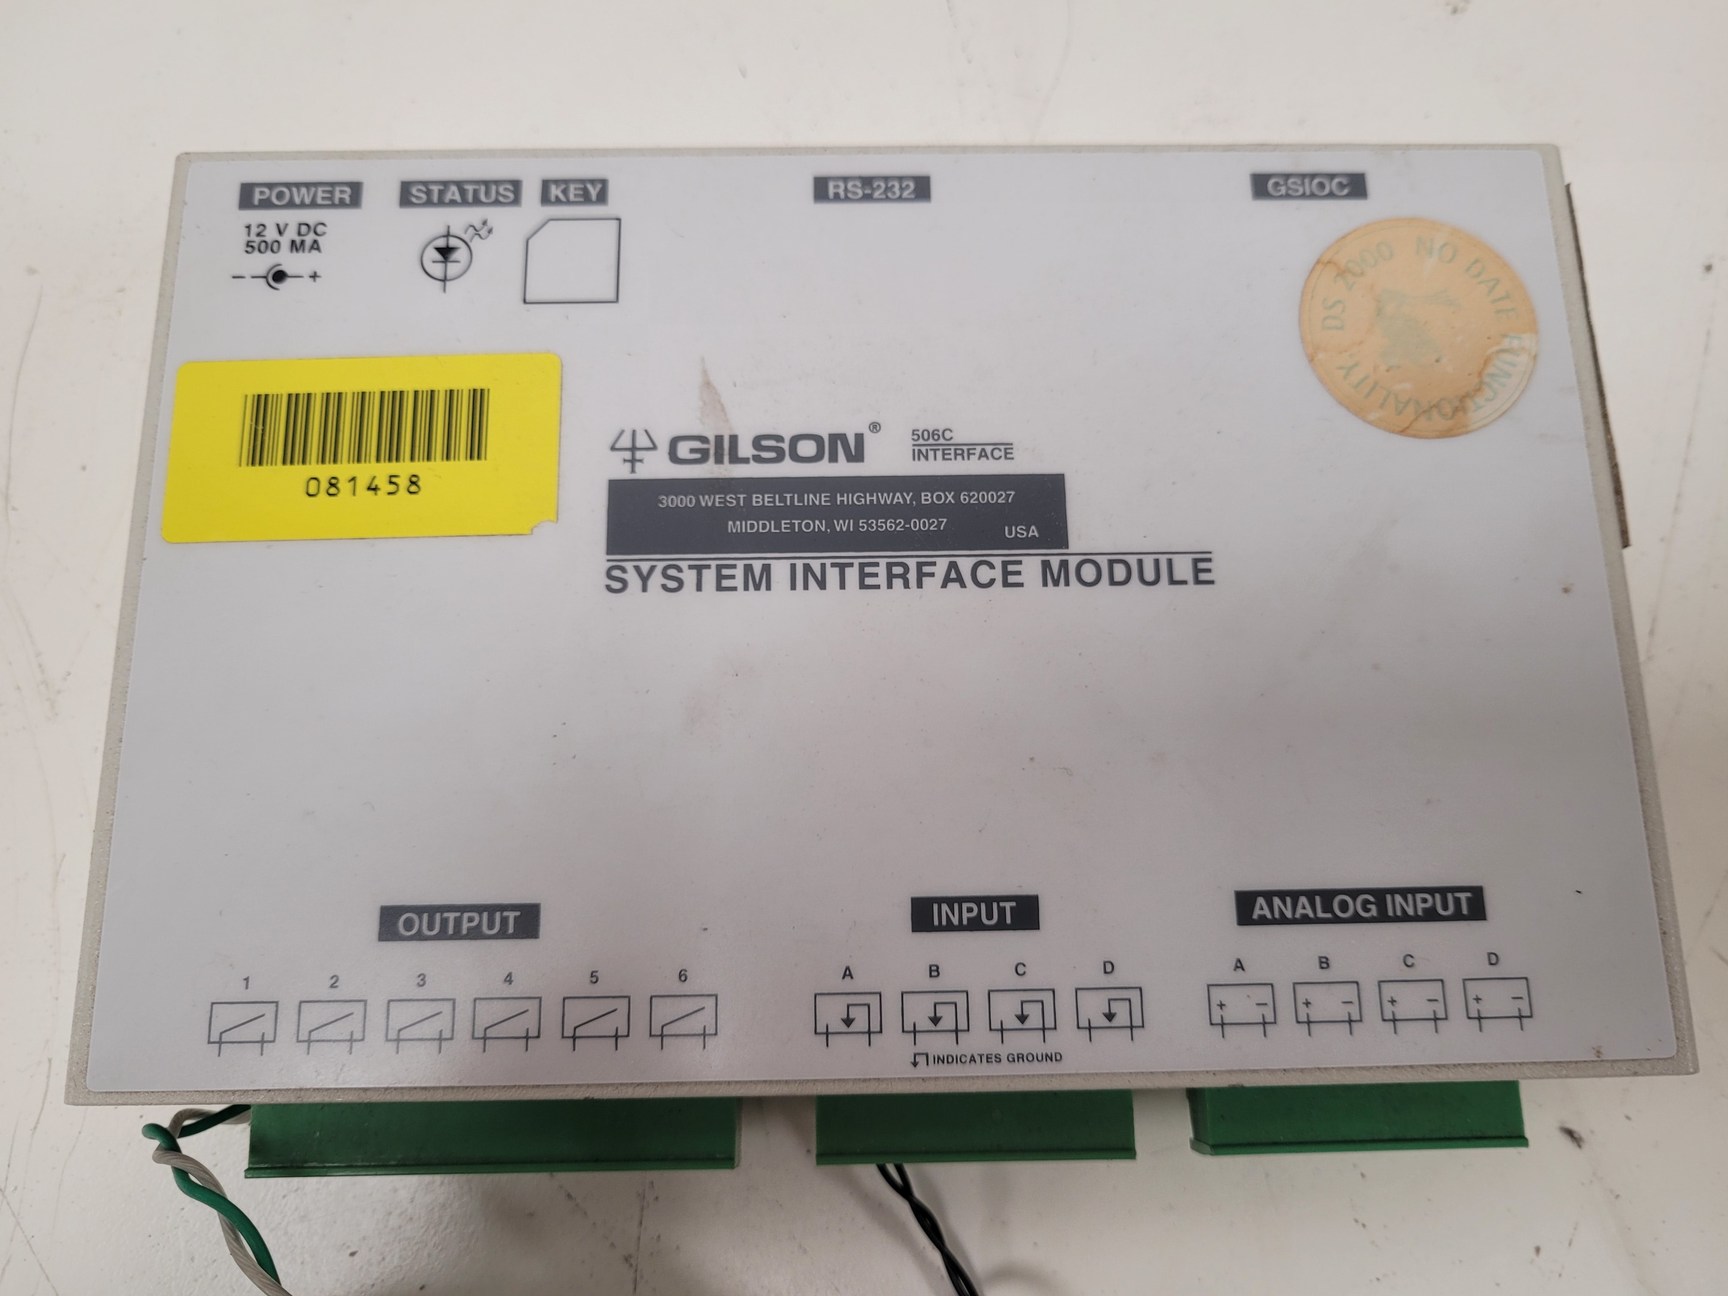 POWER STATUS KEY RS-232 GSIOC
12 V DC
500 MA
- +
DS 2000 NO DATE FUNCTIONALITY
081458
GILSON® 506C
INTERFACE
3000 WEST BELTLINE HIGHWAY, BOX 620027
MIDDLETON, WI 53562-0027 USA
SYSTEM INTERFACE MODULE
OUTPUT INPUT ANALOG INPUT
1 2 3 4 5 6 A B C D A B C D
+ - + - + - + -
INDICATES GROUND